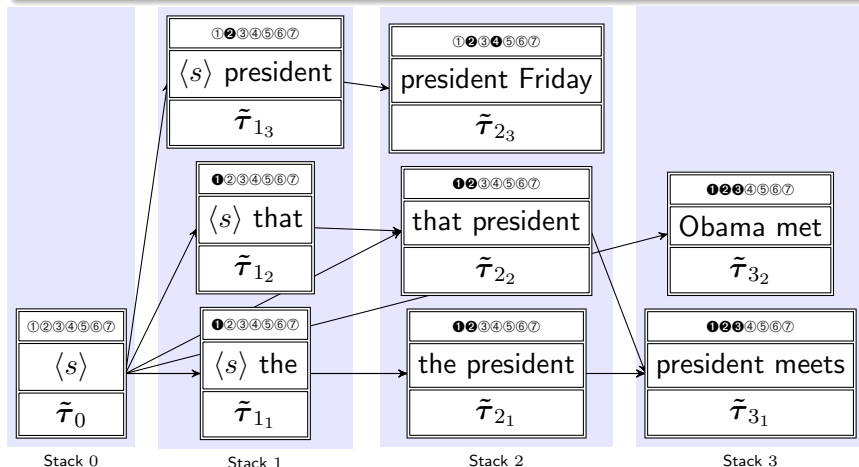 ①❷③④⑤⑥⑦
⟨s⟩ president
τ̃1₃
①❷③❹⑤⑥⑦
president Friday
τ̃2₃
❶②③④⑤⑥⑦
⟨s⟩ that
τ̃1₂
❶❷③④⑤⑥⑦
that president
τ̃2₂
❶❷❸④⑤⑥⑦
Obama met
τ̃3₂
①②③④⑤⑥⑦
⟨s⟩
τ̃0
❶②③④⑤⑥⑦
⟨s⟩ the
τ̃1₁
❶❷③④⑤⑥⑦
the president
τ̃2₁
❶❷❸④⑤⑥⑦
president meets
τ̃3₁
Stack 0
Stack 1
Stack 2
Stack 3